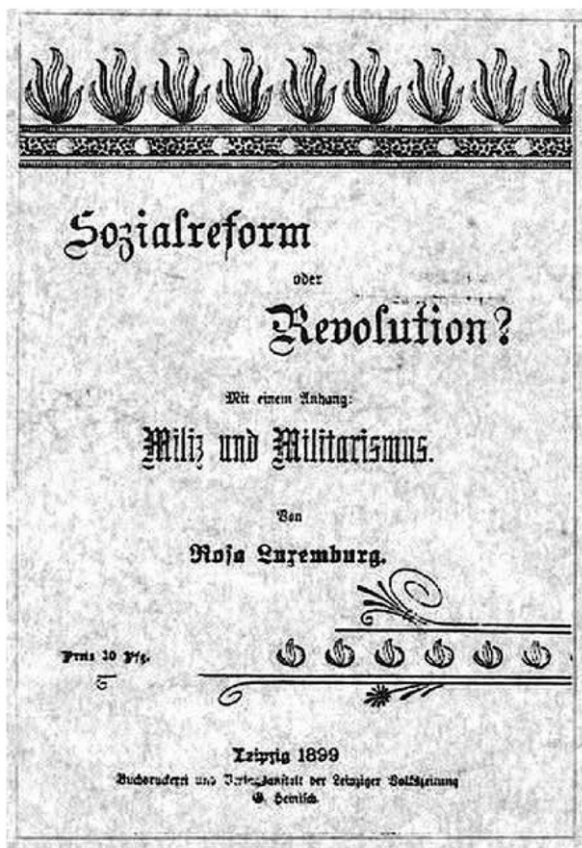 Sozialreform
oder
Revolution?
Mit einem Anhang:
Miliz und Militarismus.
Von
Rosa Luxemburg.
Preis 30 Pfg.
Leipzig 1899
Buchdruckerei und Verlagsanstalt der Leipziger Volkszeitung
G. Heinisch.